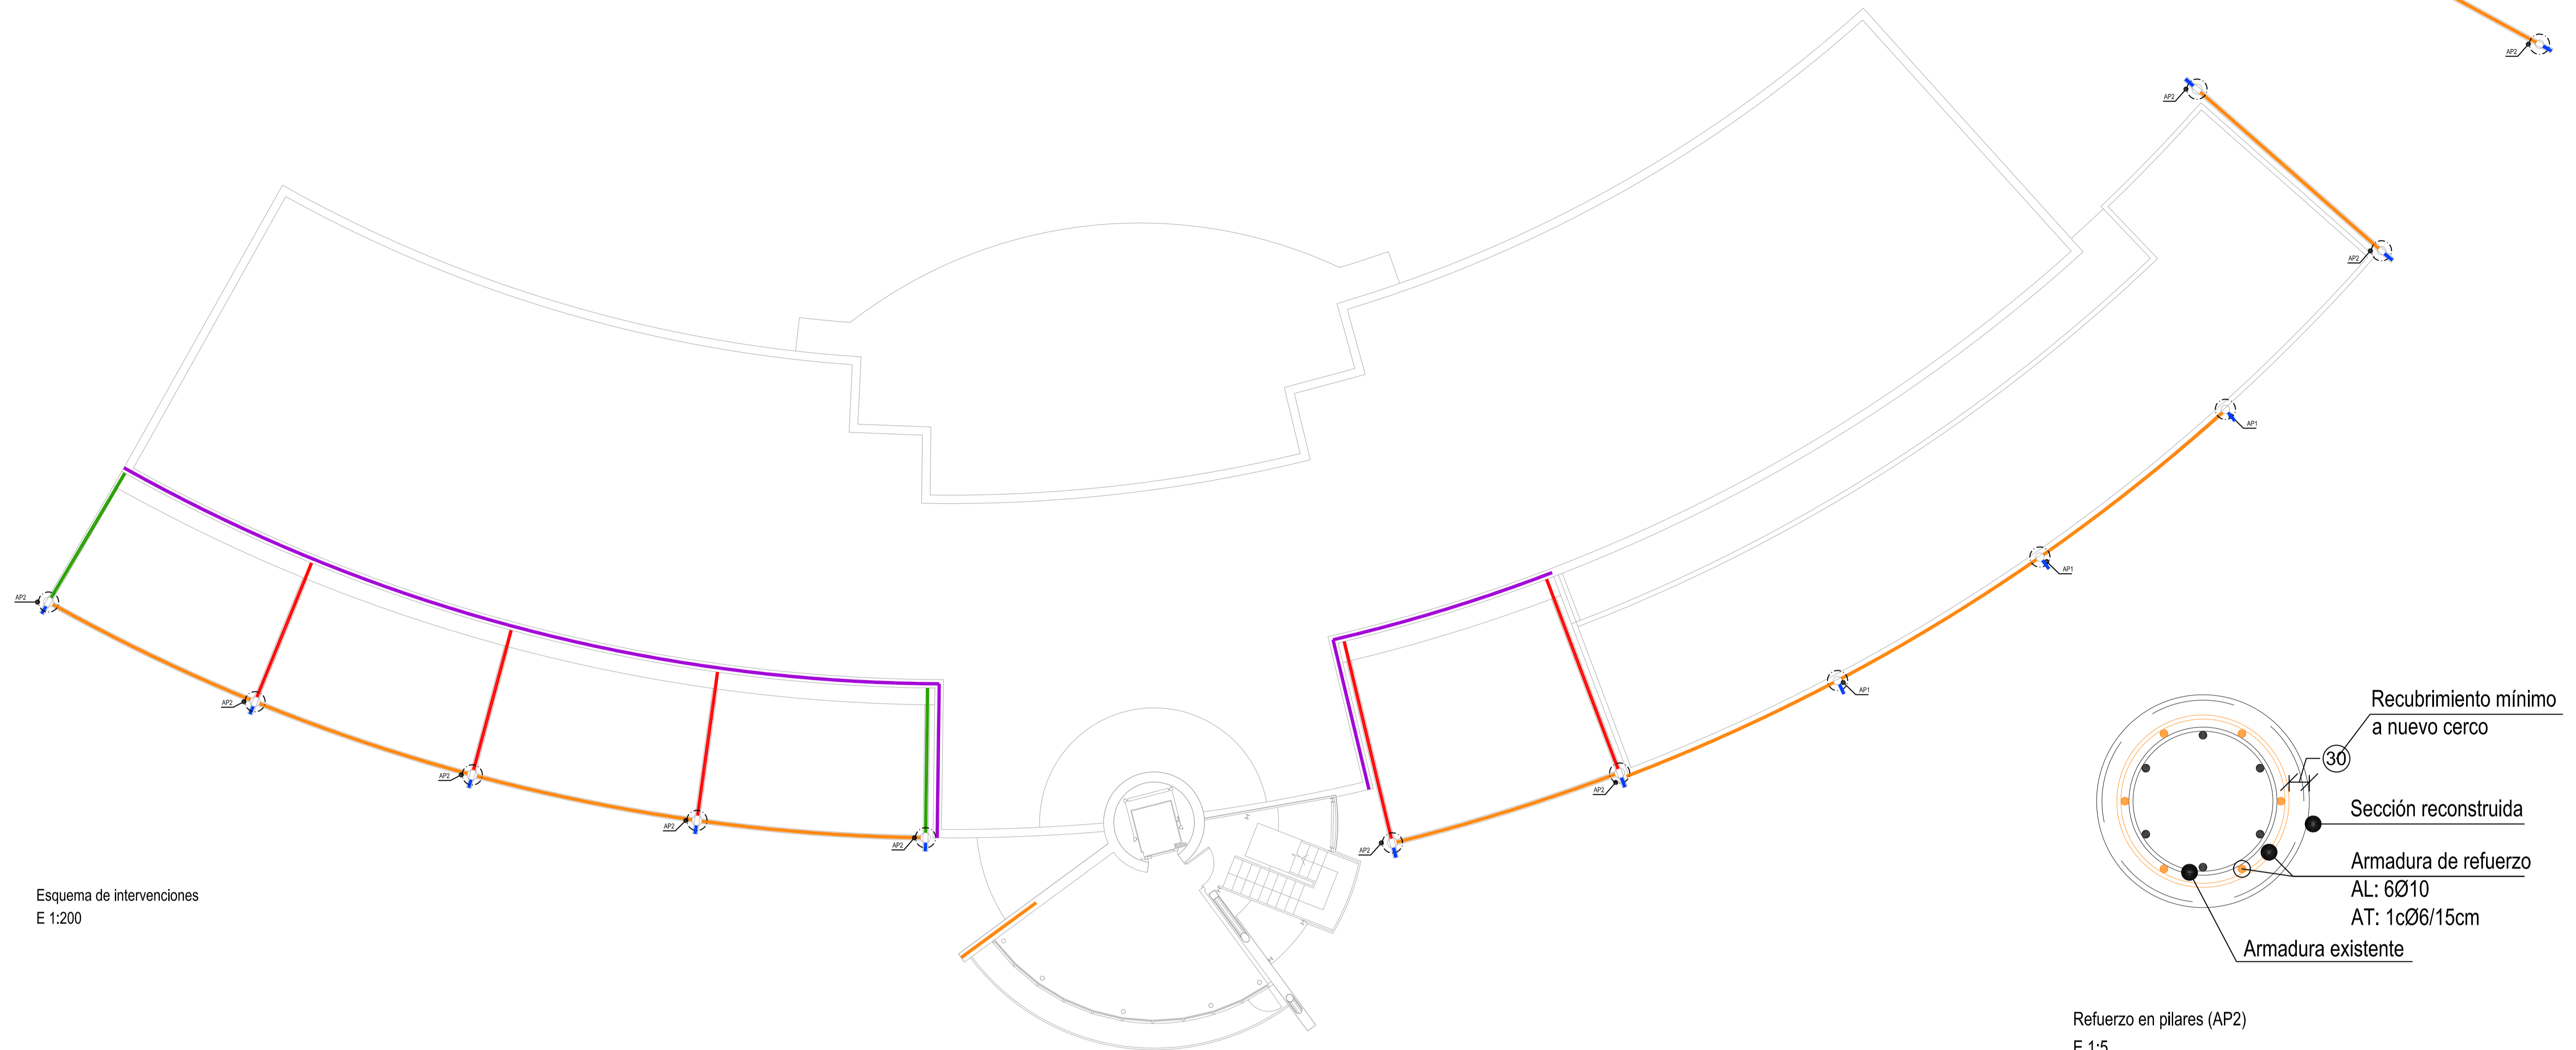 AP2
AP2
AP2
AP1
AP1
AP2
AP1
Recubrimiento mínimo
a nuevo cerco
AP2
30
AP2
AP2
AP2
Sección reconstruida
AP2
AP2
AP2
Armadura de refuerzo
AL: 6Ø10
AT: 1cØ6/15cm
Armadura existente
Esquema de intervenciones
E 1:200
Refuerzo en pilares (AP2)
E 1:5